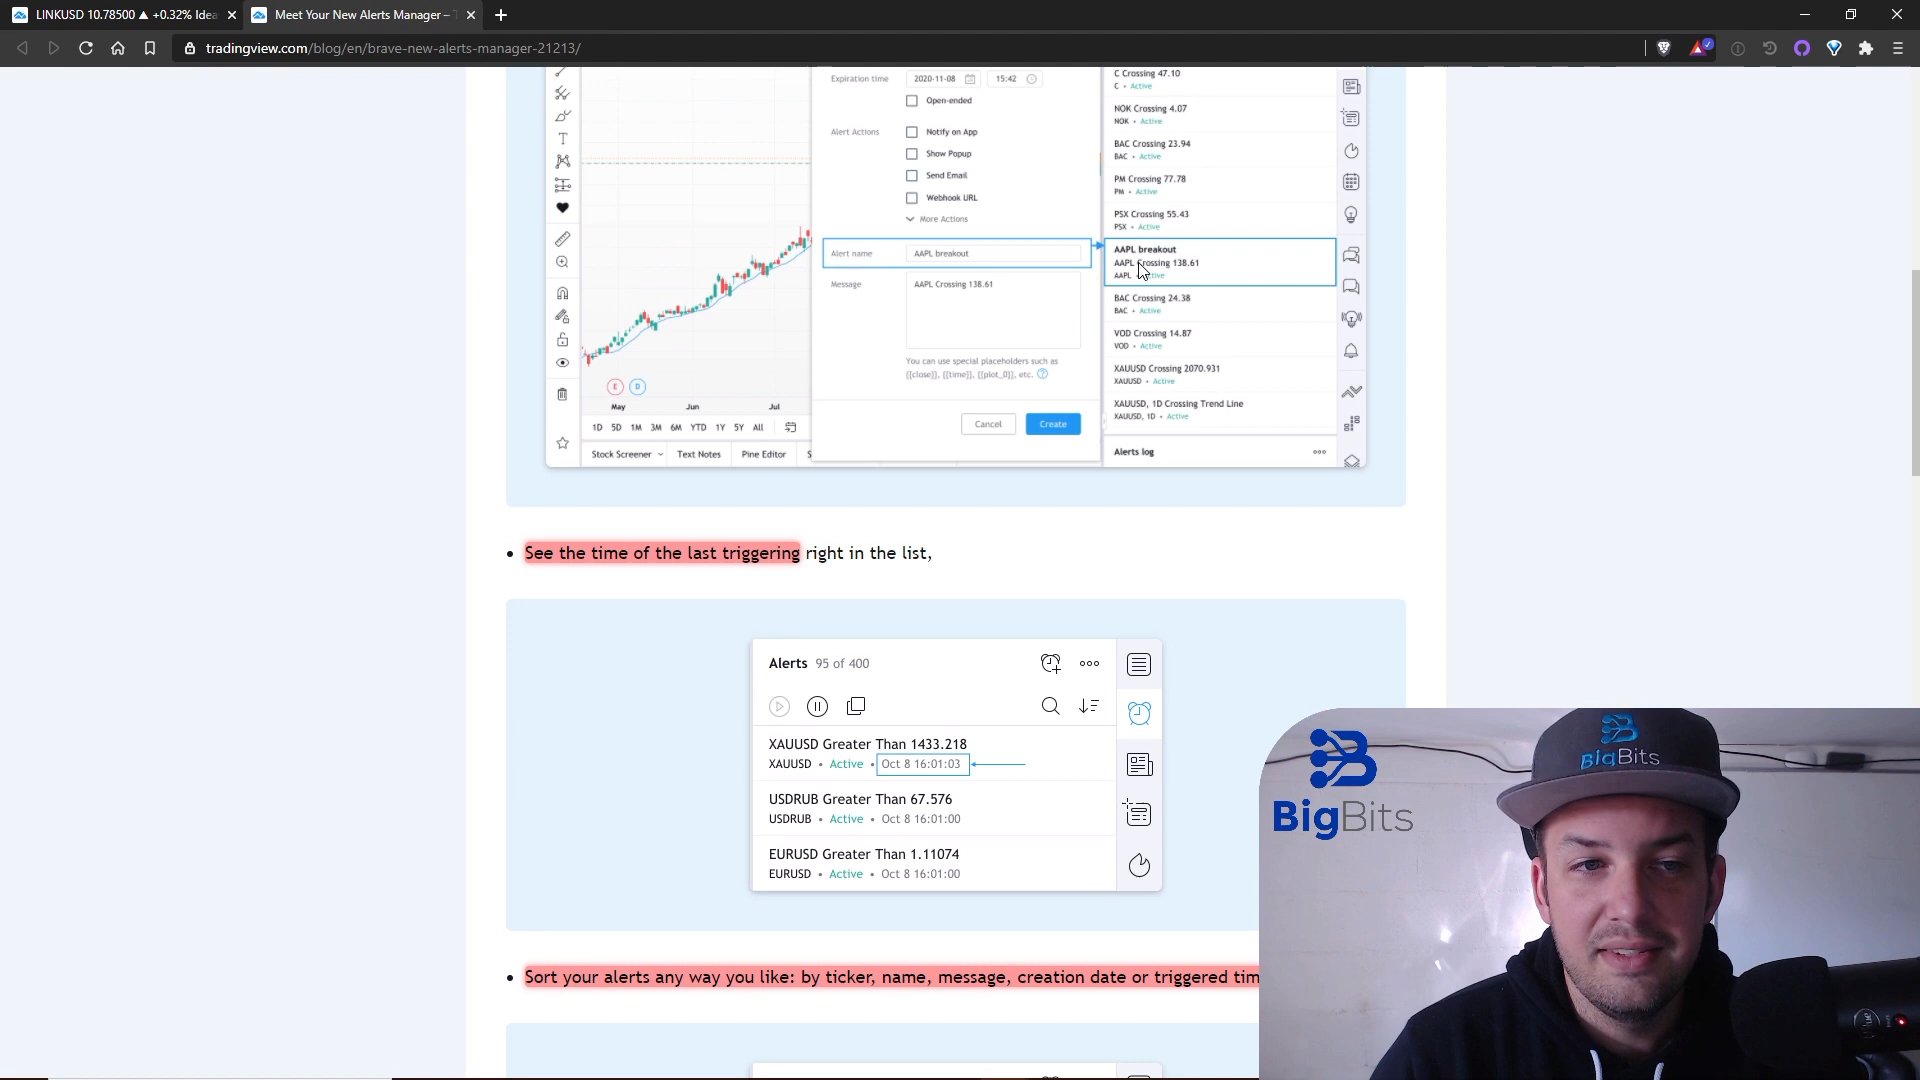 LINKUSD 10.78500 ▲ +0.32% Idea
Meet Your New Alerts Manager –
tradingview.com/blog/en/brave-new-alerts-manager-21213/
Expiration time
2020-11-08
15:42
Open-ended
Alert Actions
Notify on App
Show Popup
Send Email
Webhook URL
More Actions
Alert name
AAPL breakout
Message
AAPL Crossing 138.61
You can use special placeholders such as
{{close}}, {{time}}, {{plot_0}}, etc.
Cancel
Create
C Crossing 47.10
C • Active
NOK Crossing 4.07
NOK • Active
BAC Crossing 23.94
BAC • Active
PM Crossing 77.78
PM • Active
PSX Crossing 55.43
PSX • Active
AAPL breakout
AAPL Crossing 138.61
AAPL • Active
BAC Crossing 24.38
BAC • Active
VOD Crossing 14.87
VOD • Active
XAUUSD Crossing 2070.931
XAUUSD • Active
XAUUSD, 1D Crossing Trend Line
XAUUSD, 1D • Active
Alerts log
E D
May Jun Jul
1D 5D 1M 3M 6M YTD 1Y 5Y All
Stock Screener Text Notes Pine Editor S
• See the time of the last triggering right in the list,
Alerts 95 of 400
XAUUSD Greater Than 1433.218
XAUUSD • Active • Oct 8 16:01:03
USDRUB Greater Than 67.576
USDRUB • Active • Oct 8 16:01:00
EURUSD Greater Than 1.11074
EURUSD • Active • Oct 8 16:01:00
• Sort your alerts any way you like: by ticker, name, message, creation date or triggered tim
BigBits
BigBits